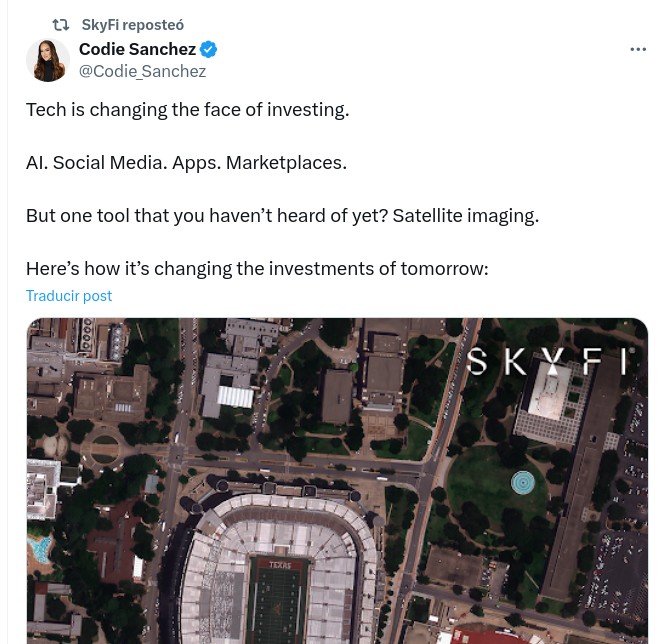 SkyFi reposteó
Codie Sanchez
@Codie_Sanchez
Tech is changing the face of investing.
AI. Social Media. Apps. Marketplaces.
But one tool that you haven’t heard of yet? Satellite imaging.
Here’s how it’s changing the investments of tomorrow:
Traducir post
SKYFI
TEXAS